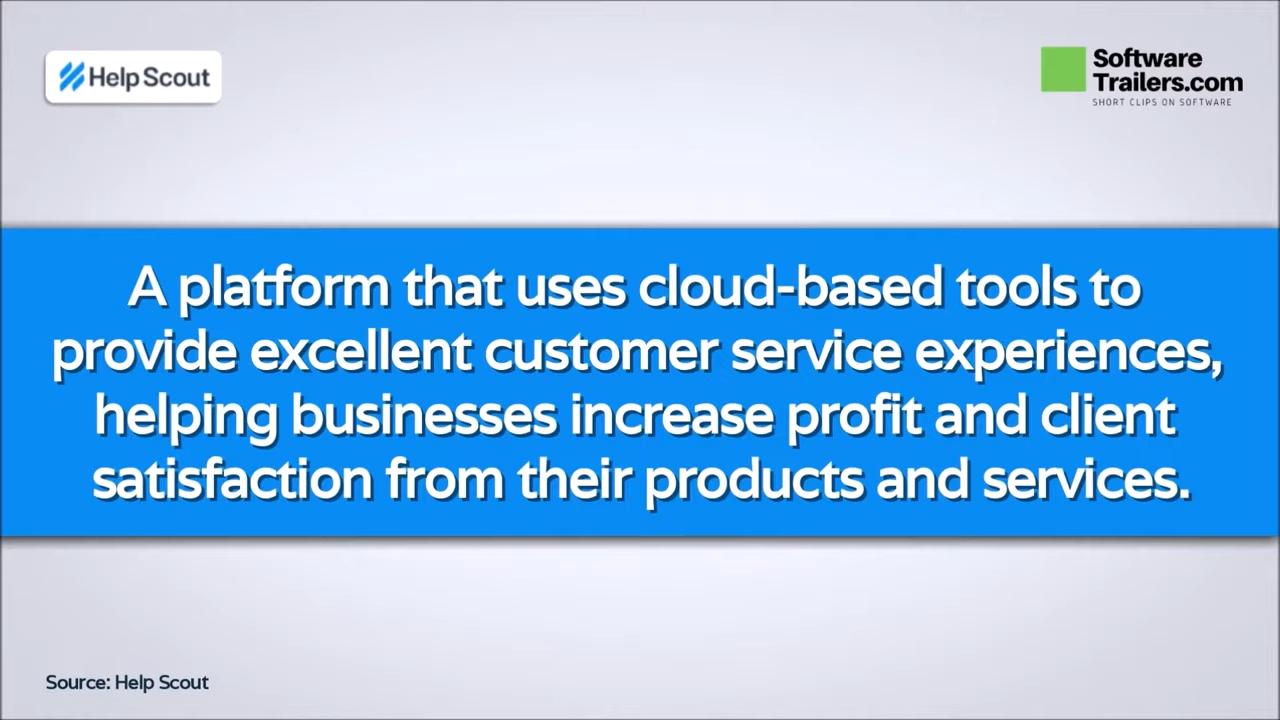 Help Scout
Software
Trailers.com
SHORT CLIPS ON SOFTWARE
A platform that uses cloud-based tools to
provide excellent customer service experiences,
helping businesses increase profit and client
satisfaction from their products and services.
Source: Help Scout